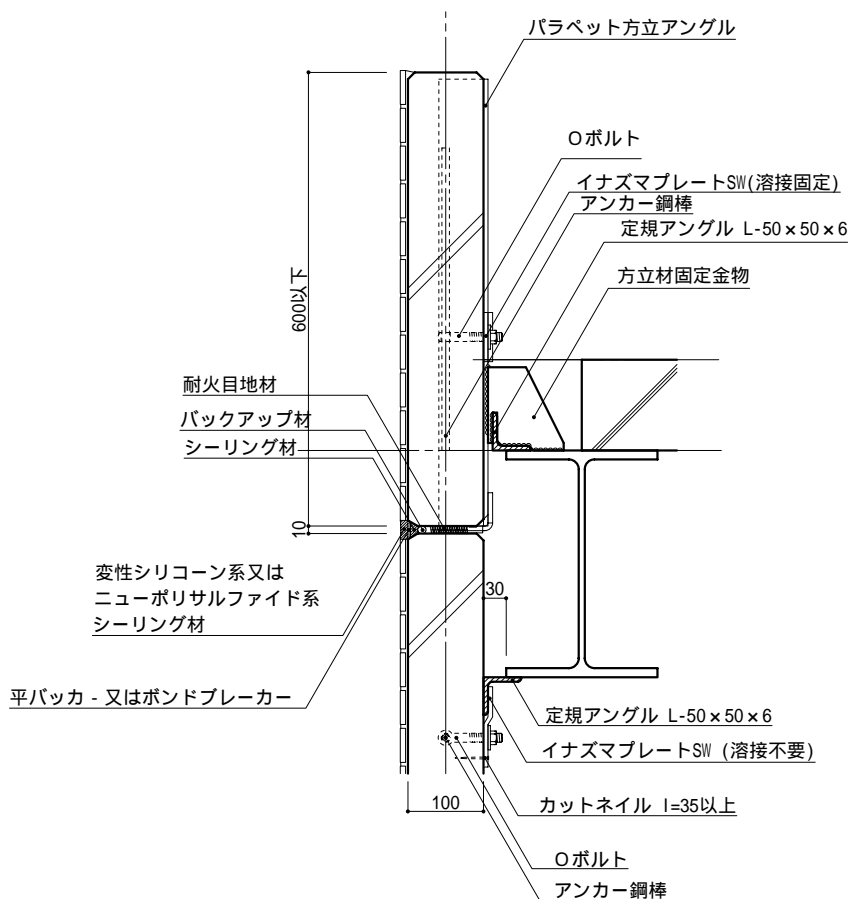 パラペット方立アングル
Oボルト
イナズマプレートSW(溶接固定)
アンカー鋼棒
定規アングル L-50×50×6
方立材固定金物
600以下
耐火目地材
バックアップ材
シーリング材
10
変性シリコーン系又は
ニューポリサルファイド系
シーリング材
30
平バッカ - 又はボンドブレーカー
定規アングル L-50×50×6
イナズマプレートSW (溶接不要)
100
カットネイル l=35以上
Oボルト
アンカー鋼棒